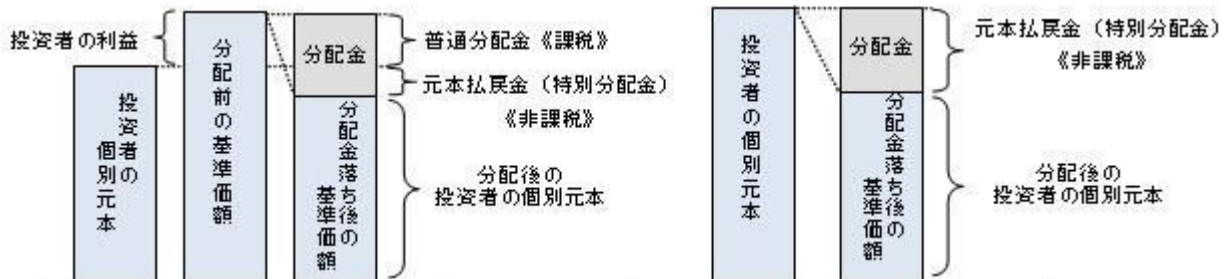 投資者の利益
投資者の
個別元本
分配前の基準価額
分配金
分配金落ち後の
基準価額
普通分配金《課税》
元本払戻金（特別分配金）
《非課税》
分配後の
投資者の個別元本
投資者の個別元本
分配金
分配金落ち後の
基準価額
元本払戻金（特別分配金）
《非課税》
分配後の
投資者の個別元本